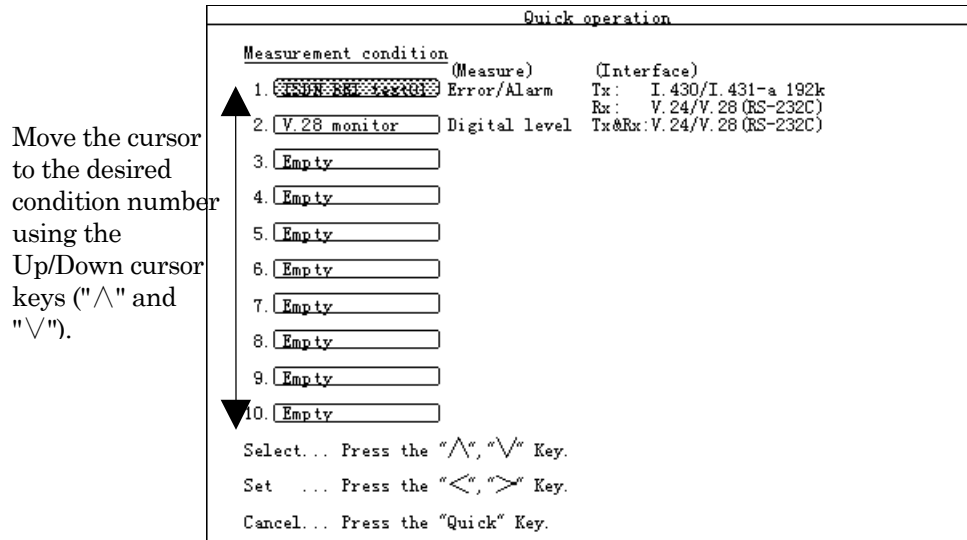 Quick operation
Measurement condition
(Measure) (Interface)
1. ISDN BRI test01 Error/Alarm Tx: I.430/I.431-a 192k
Rx: V.24/V.28(RS-232C)
2. V.28 monitor Digital level Tx&Rx:V.24/V.28(RS-232C)
3. Empty
4. Empty
5. Empty
6. Empty
7. Empty
8. Empty
9. Empty
10. Empty
Select... Press the "∧","∨" Key.
Set ... Press the "<",">" Key.
Cancel... Press the "Quick" Key.
Move the cursor
to the desired
condition number
using the
Up/Down cursor
keys ("∧" and
"∨").